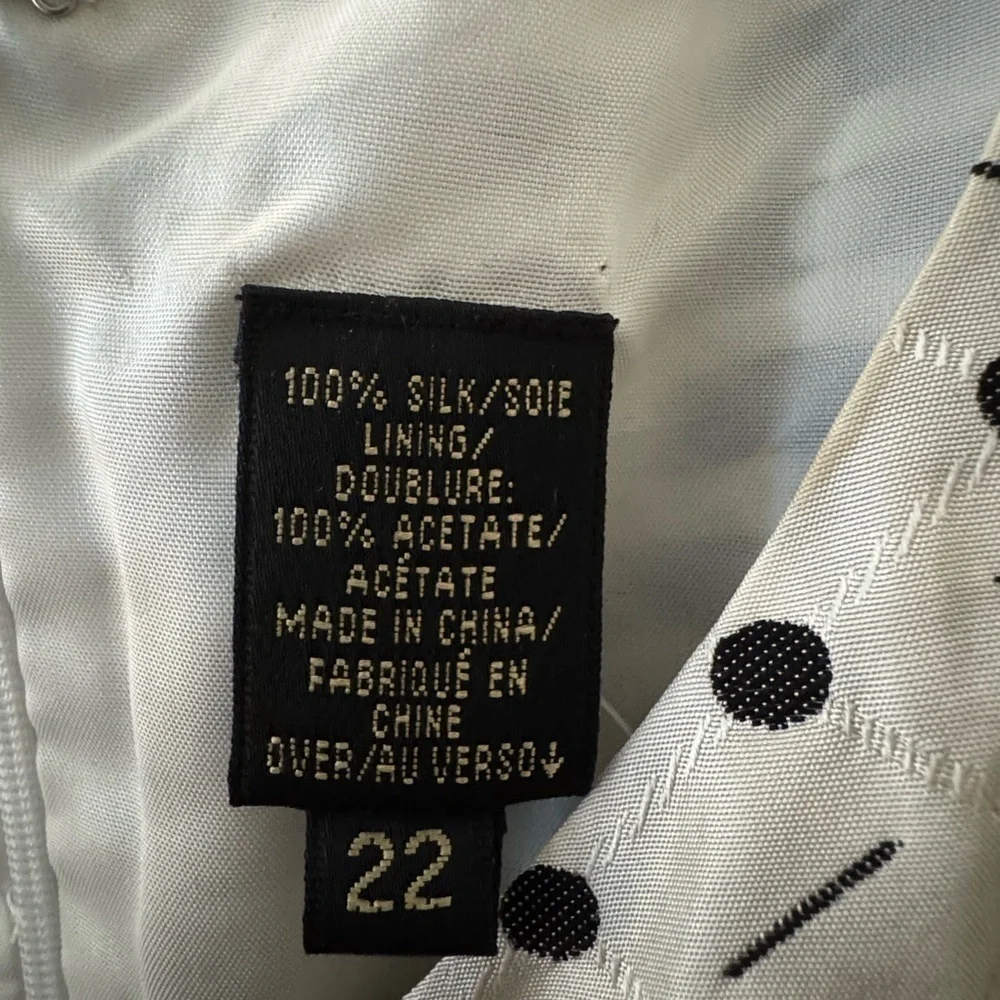 100% SILK/SOIE
LINING/
DOUBLURE:
100% ACETATE/
ACÉTATE
MADE IN CHINA/
FABRIQUÉ EN
CHINE
OVER/AU VERSO↓
22